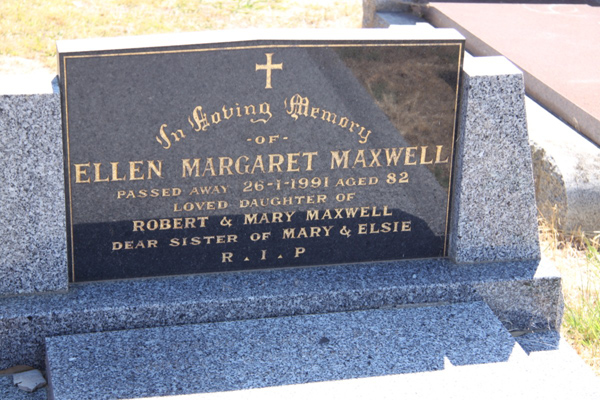 In Loving Memory
-OF-
ELLEN MARGARET MAXWELL
PASSED AWAY 26-1-1991 AGED 82
LOVED DAUGHTER OF
ROBERT & MARY MAXWELL
DEAR SISTER OF MARY & ELSIE
R . I . P